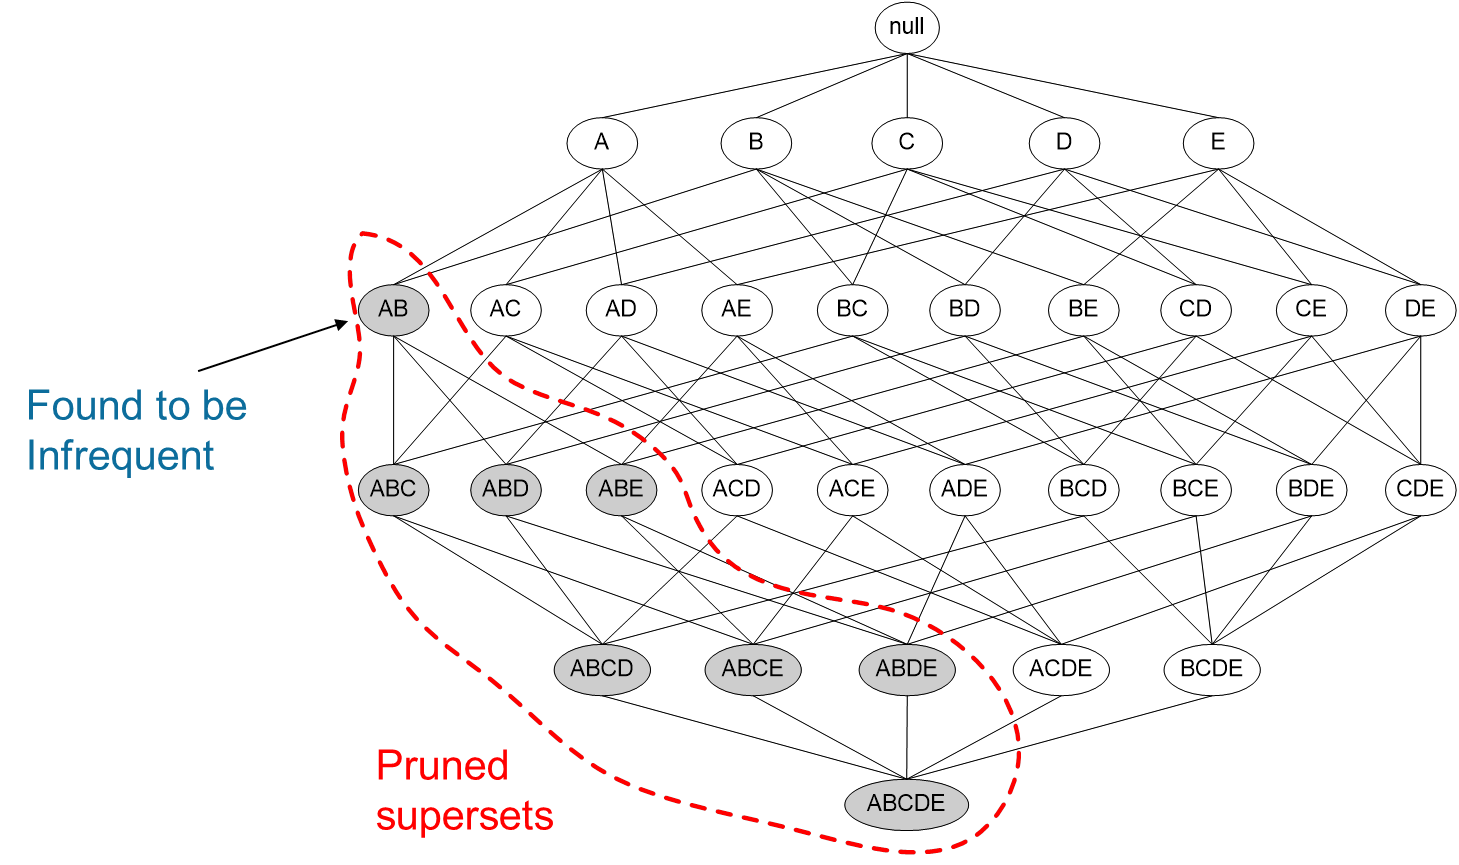 null
A B C D E
AB AC AD AE BC BD BE CD CE DE
Found to be
Infrequent
ABC ABD ABE ACD ACE ADE BCD BCE BDE CDE
ABCD ABCE ABDE ACDE BCDE
Pruned
supersets
ABCDE